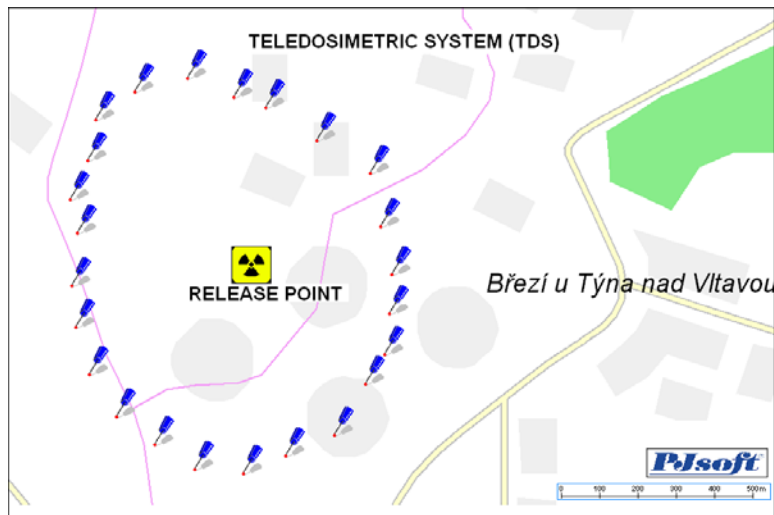 TELEDOSIMETRIC SYSTEM (TDS)
Březí u Týna nad Vltavou
RELEASE POINT
PJsoft
0 100 200 300 400 500m